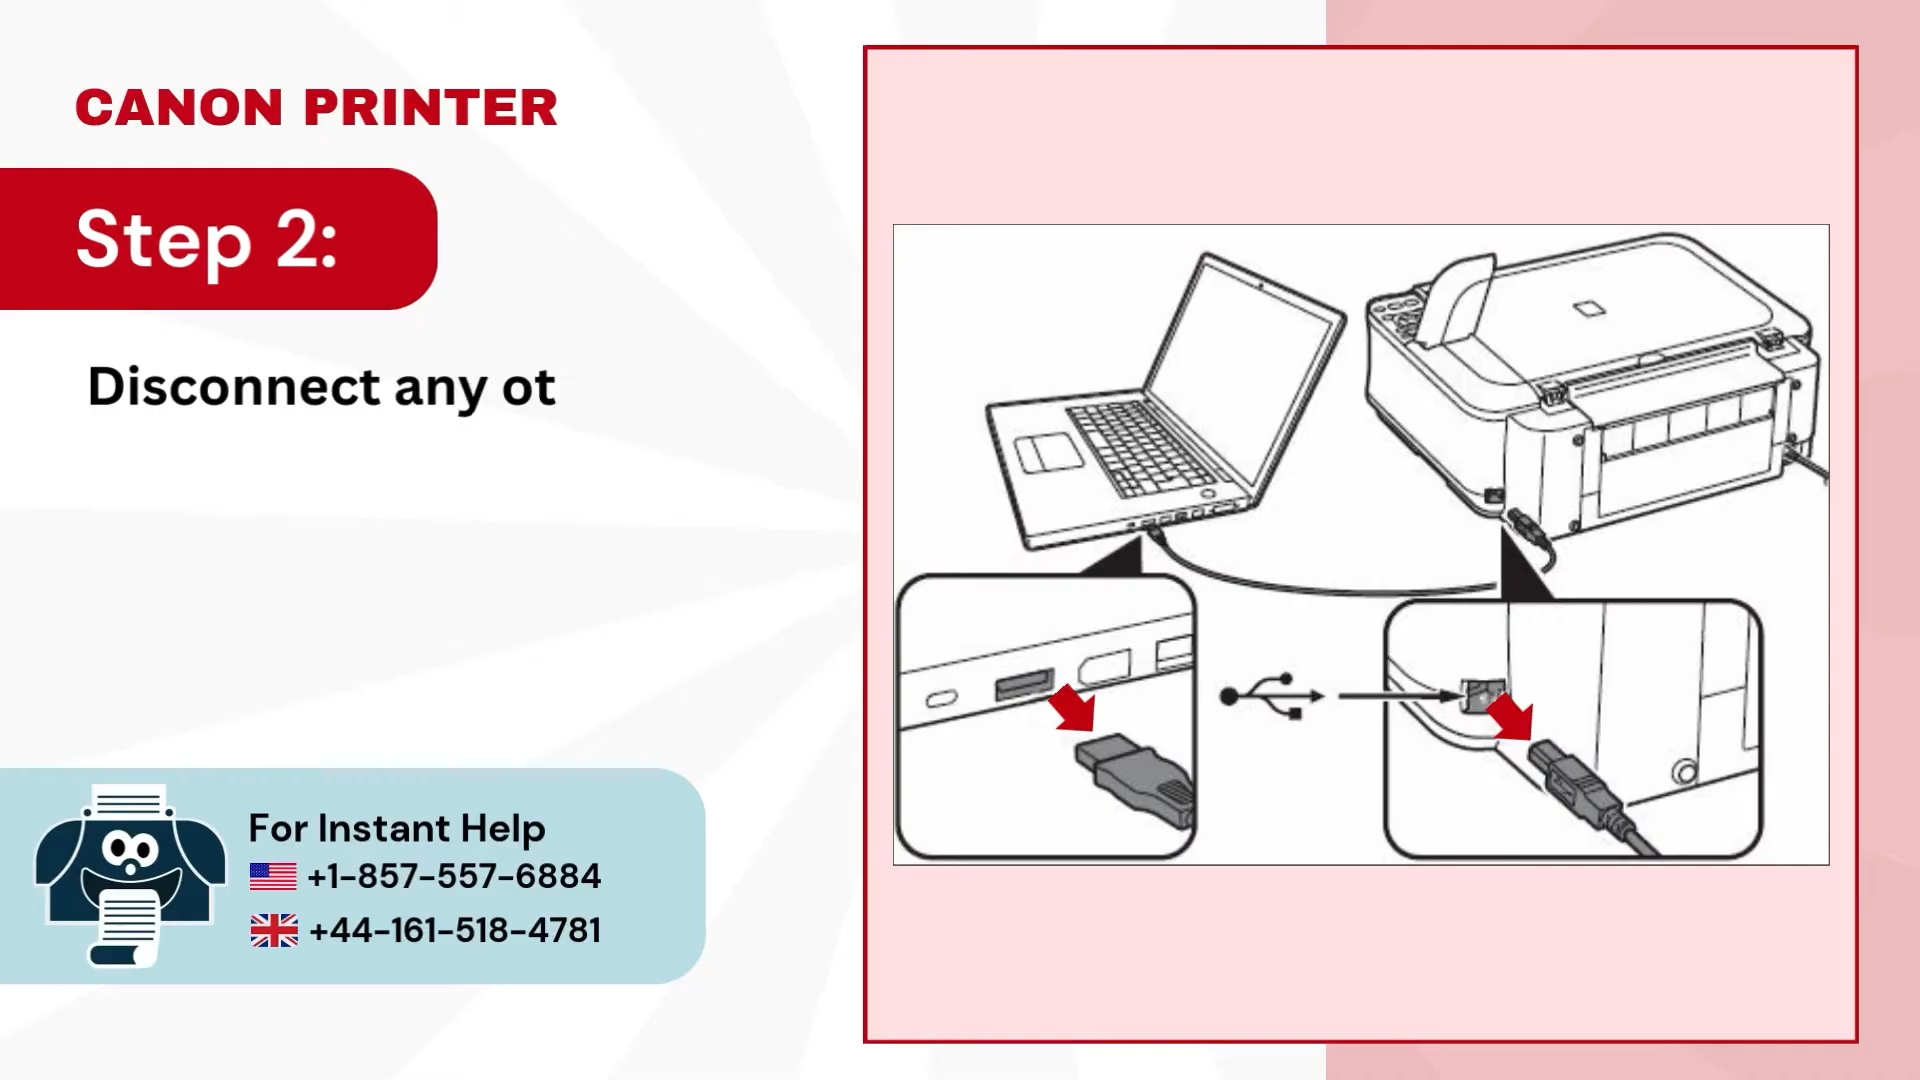 CANON PRINTER
Step 2:
Disconnect any ot
For Instant Help
+1-857-557-6884
+44-161-518-4781